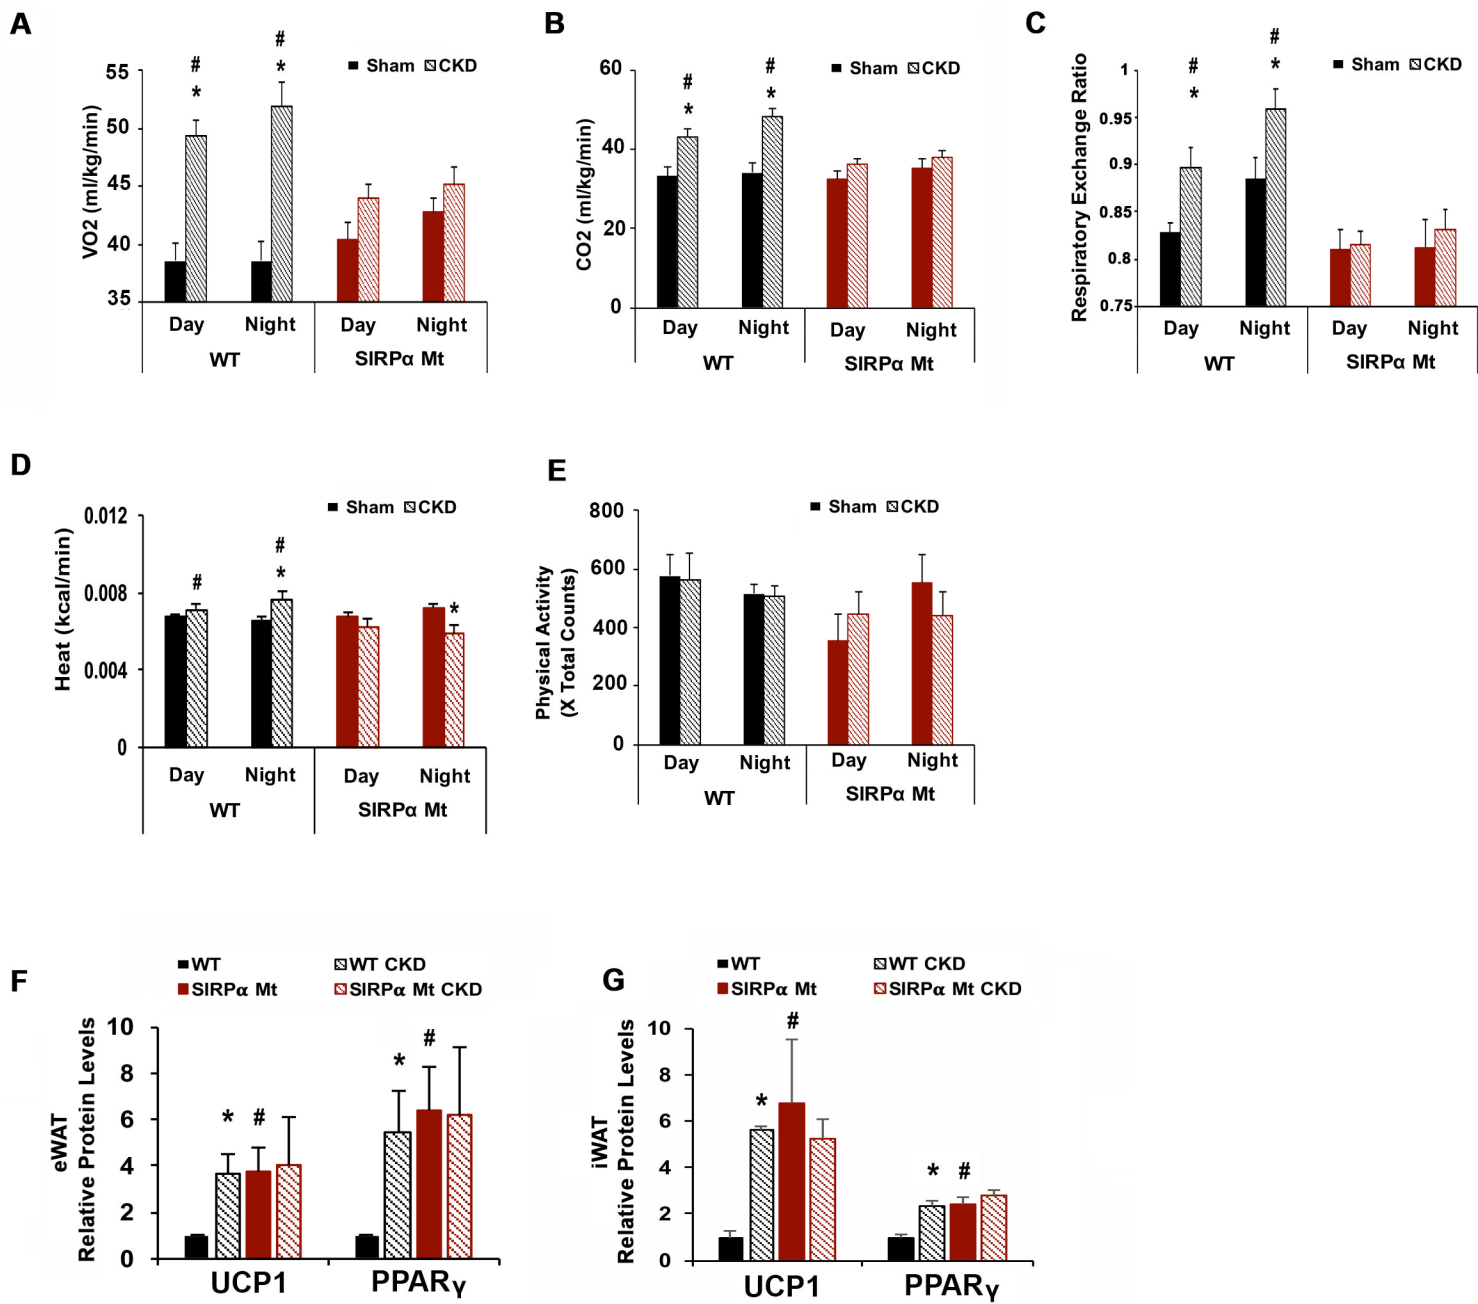 A
# #
* *
Sham CKD
VO2 (ml/kg/min)
55
50
45
40
35
Day Night Day Night
WT SIRPα Mt
B
# #
* *
Sham CKD
CO2 (ml/kg/min)
60
40
20
0
Day Night Day Night
WT SIRPα Mt
C
# #
* *
Sham CKD
Respiratory Exchange Ratio
1
0.95
0.9
0.85
0.8
0.75
Day Night Day Night
WT SIRPα Mt
D
Sham CKD
Heat (kcal/min)
0.012
0.008
0.004
0
# #
* *
Day Night Day Night
WT SIRPα Mt
E
Sham CKD
Physical Activity
(X Total Counts)
800
600
400
200
0
Day Night Day Night
WT SIRPα Mt
F
WT WT CKD
SIRPα Mt SIRPα Mt CKD
eWAT
Relative Protein Levels
10
8
6
4
2
0
* # * #
UCP1 PPARγ
G
WT WT CKD
SIRPα Mt SIRPα Mt CKD
iWAT
Relative Protein Levels
10
8
6
4
2
0
* # * #
UCP1 PPARγ